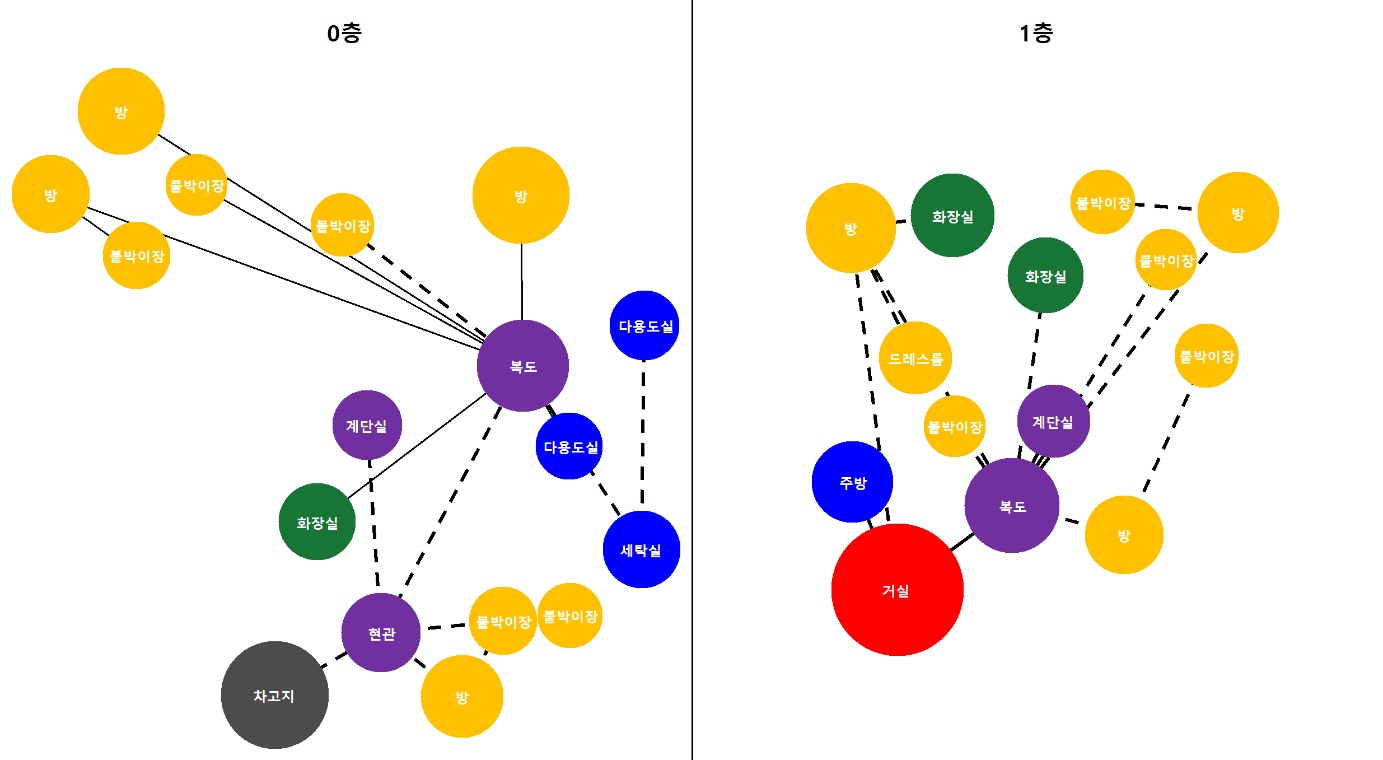 0층
방
방
붙박이장
붙박이장
붙박이장
방
복도
다용도실
계단실
다용도실
화장실
세탁실
현관
붙박이장
붙박이장
차고지
방
1층
방
화장실
붙박이장
방
화장실
붙박이장
드레스룸
붙박이장
붙박이장
계단실
주방
복도
방
거실